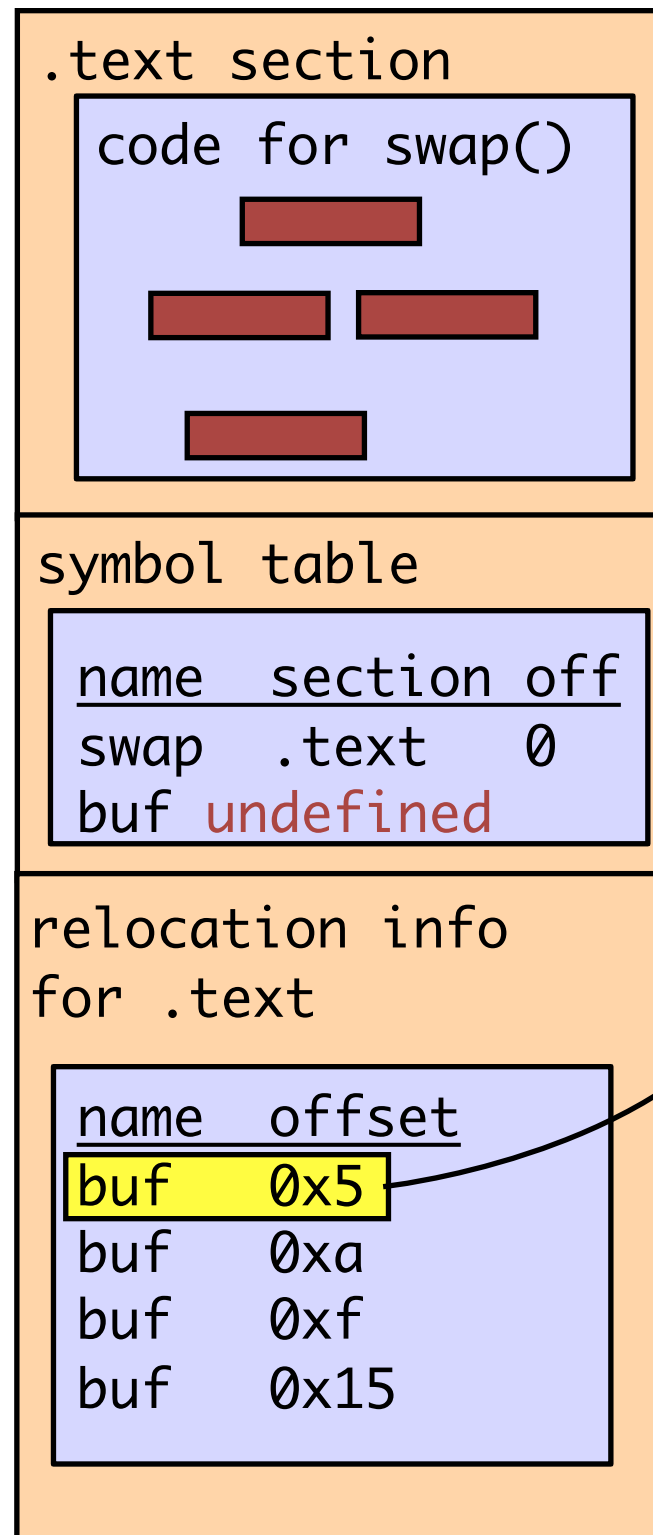 .text section
code for swap()
symbol table
name section off
swap .text 0
buf undefined
relocation info
for .text
name offset
buf 0x5
buf 0xa
buf 0xf
buf 0x15